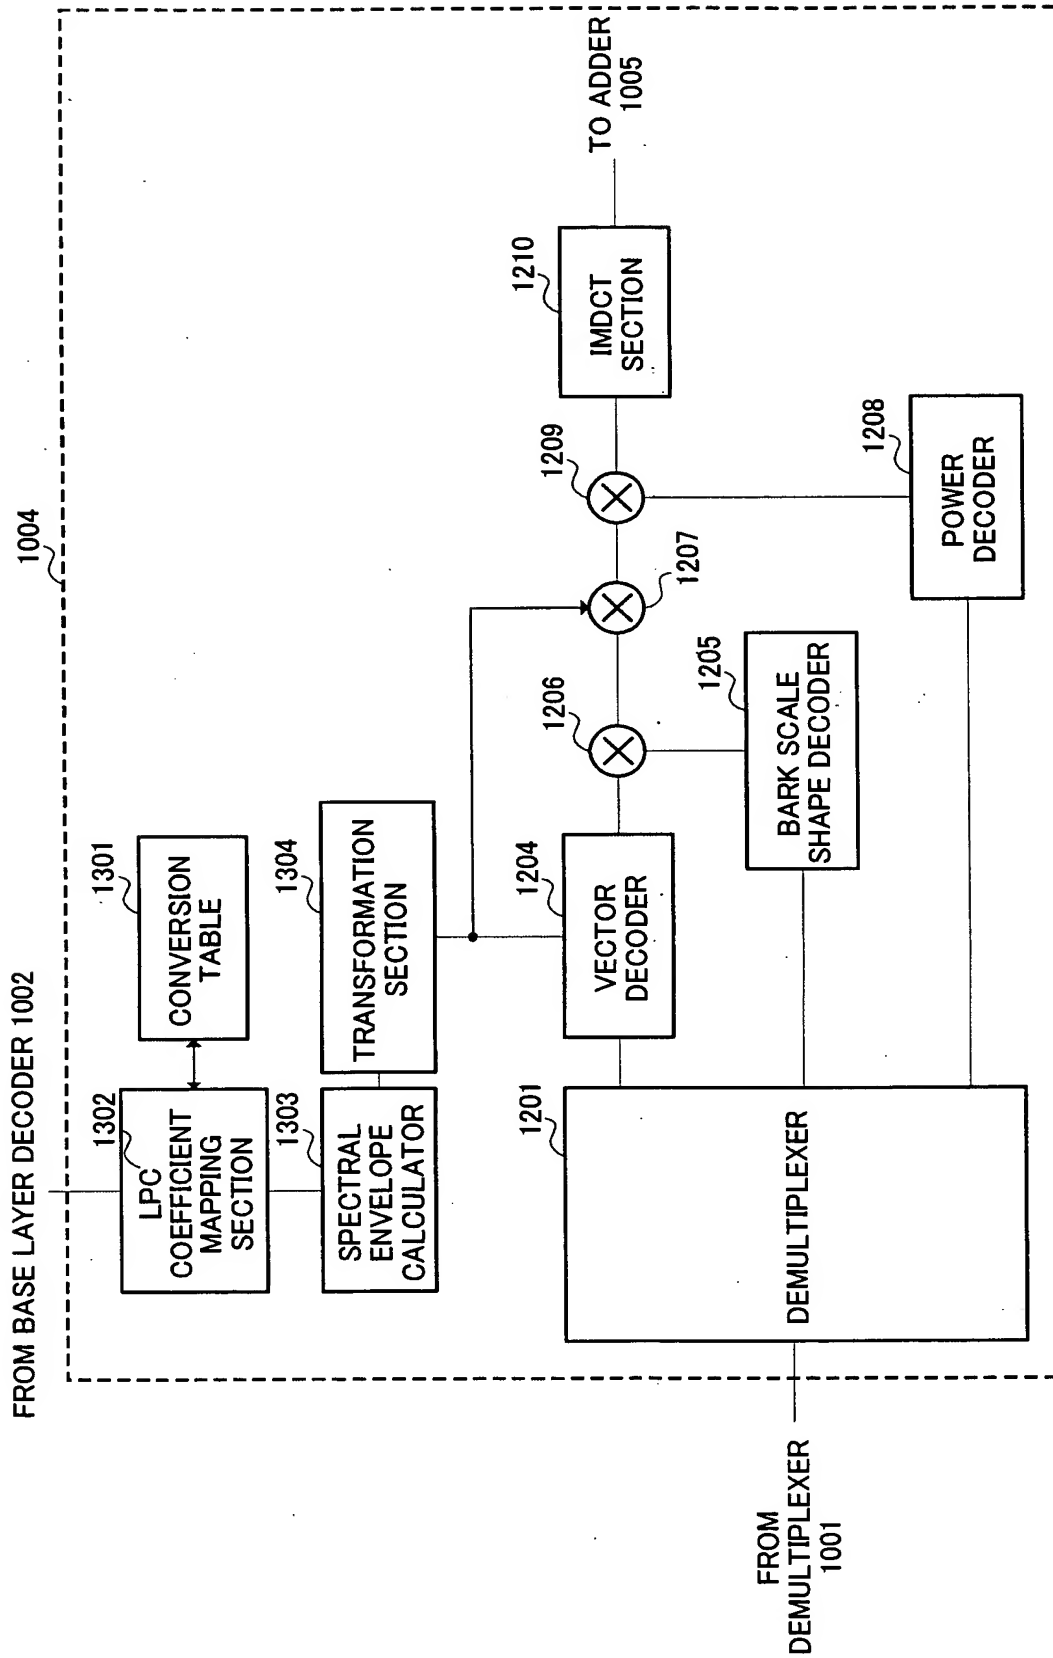 FROM BASE LAYER DECODER 1002
1004
1302
LPC
COEFFICIENT
MAPPING
SECTION
1301
CONVERSION
TABLE
1303
SPECTRAL
ENVELOPE
CALCULATOR
1304
TRANSFORMATION
SECTION
1201
DEMULTIPLEXER
FROM
DEMULTIPLEXER
1001
1204
VECTOR
DECODER
1206
1207
1209
1210
IMDCT
SECTION
TO ADDER
1005
1205
BARK SCALE
SHAPE DECODER
1208
POWER
DECODER